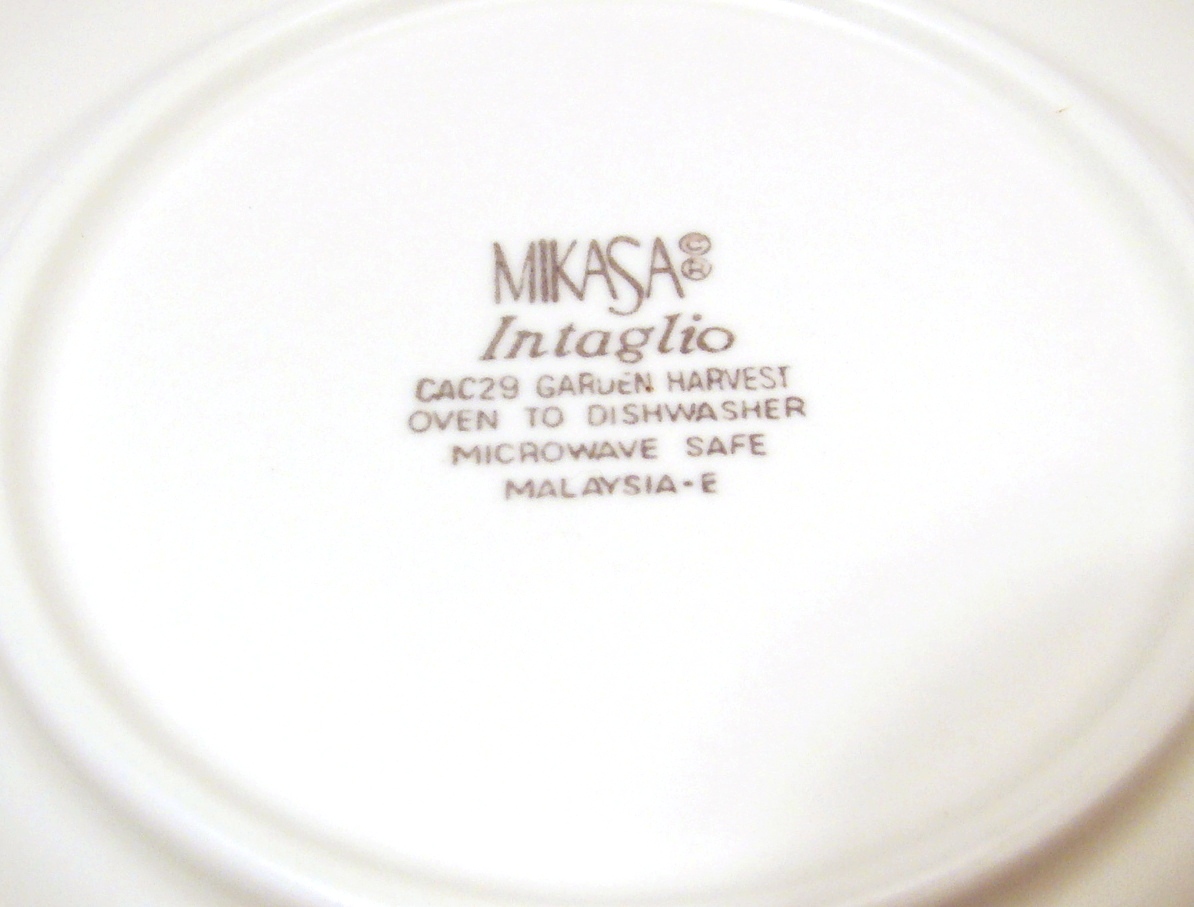 MIKASA©®
Intaglio
CAC29 GARDEN HARVEST
OVEN TO DISHWASHER
MICROWAVE SAFE
MALAYSIA-E